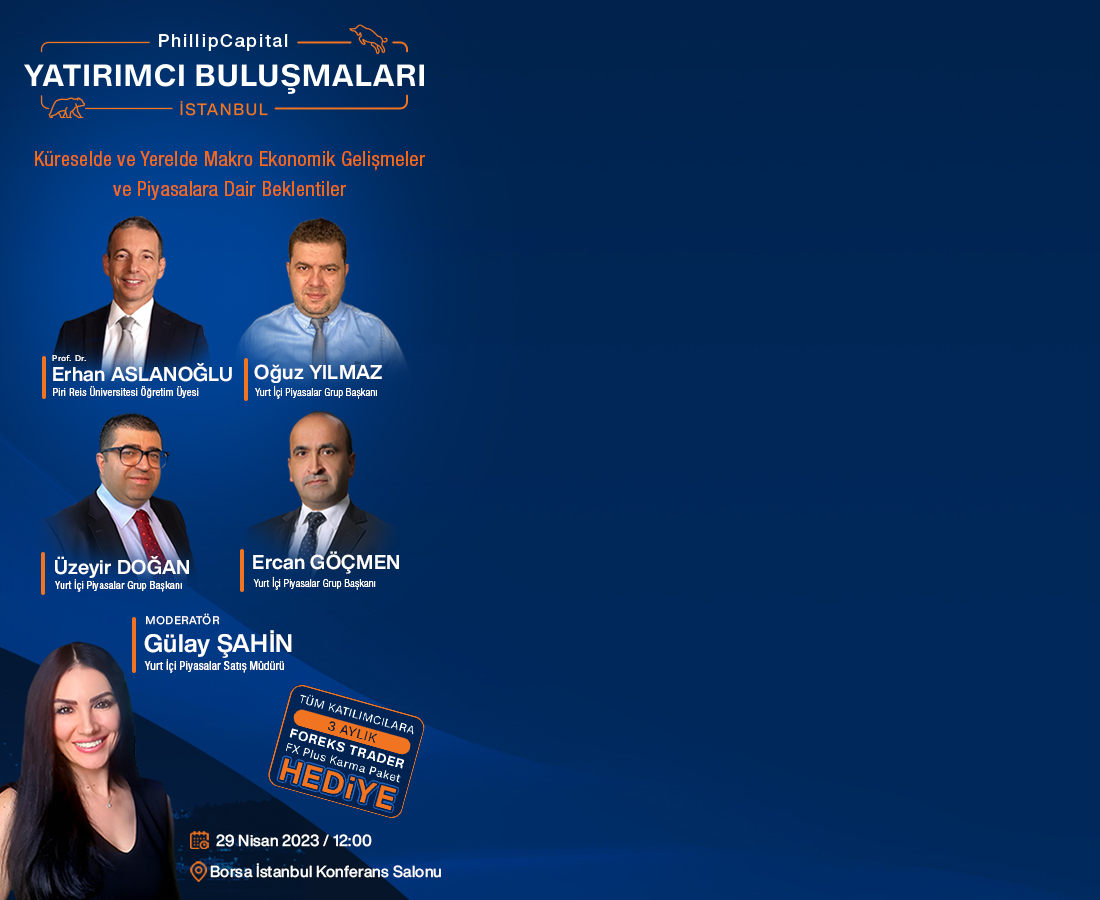 PhillipCapital
YATIRIMCI BULUŞMALARI
İSTANBUL
Küreselde ve Yerelde Makro Ekonomik Gelişmeler
ve Piyasalara Dair Beklentiler
Prof. Dr.
Erhan ASLANOĞLU
Piri Reis Üniversitesi Öğretim Üyesi
Oğuz YILMAZ
Yurt İçi Piyasalar Grup Başkanı
Üzeyir DOĞAN
Yurt İçi Piyasalar Grup Başkanı
Ercan GÖÇMEN
Yurt İçi Piyasalar Grup Başkanı
MODERATÖR
Gülay ŞAHİN
Yurt İçi Piyasalar Satış Müdürü
TÜM KATILIMCILARA
3 AYLIK
FOREKS TRADER
FX Plus Karma Paket
HEDİYE
29 Nisan 2023 / 12:00
Borsa İstanbul Konferans Salonu